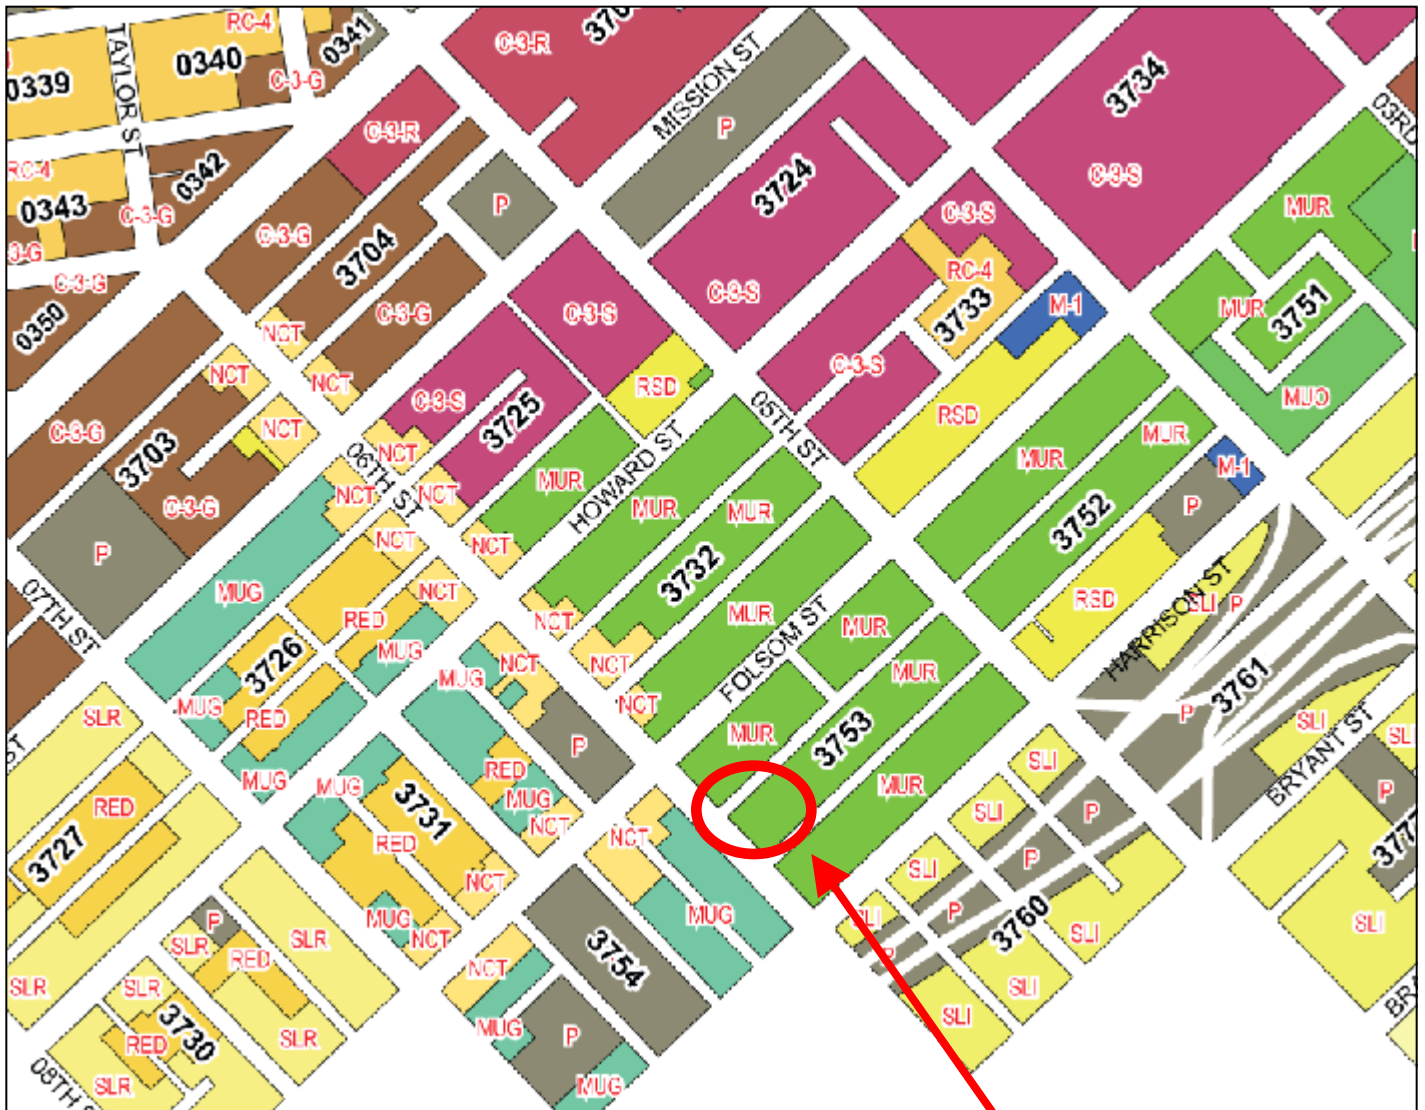 RC-4
0341
C-3-R
MISSION ST
0339
TAYLOR ST
0340
C-3-G
3734
03RD
C-3-R
P
RC-4
0342
3724
C-3-S
0343
C-3-G
P
MUR
C-3-G
3704
C-3-S
C-3-G
RC-4
3733
M-1
C-3-S
C-3-S
MUR
3751
0350
NCT
C-3-G
C-3-S
RSD
NCT
NCT
C-3-S
3725
05TH ST
RSD
MUO
C-3-G
3703
NCT
06TH ST
NCT
HOWARD ST
MUR
MUR
MUR
M-1
C-3-G
NCT
NCT
MUR
MUR
3752
P
P
NCT
NCT
3732
07TH ST
MUG
NCT
RED
NCT
MUR
FOLSOM ST
MUR
RSD
HARRISON ST
SLI
P
3726
MUG
NCT
NCT
MUR
3761
SLR
MUG
RED
MUG
NCT
P
SLI
ST
MUR
3753
P
BRYANT ST
MUG
MUG
RED
MUG
NCT
MUR
SLI
SLI
P
P
RED
3731
RED
NCT
3727
NCT
MUG
SLI
P
P
SLR
SLR
P
RED
MUG
NCT
3754
MUG
SLI
P
3760
SLI
SLI
SLR
SLR
NCT
SLI
SLI
3730
RED
SLR
MUG
P
08TH
SLR
MUG